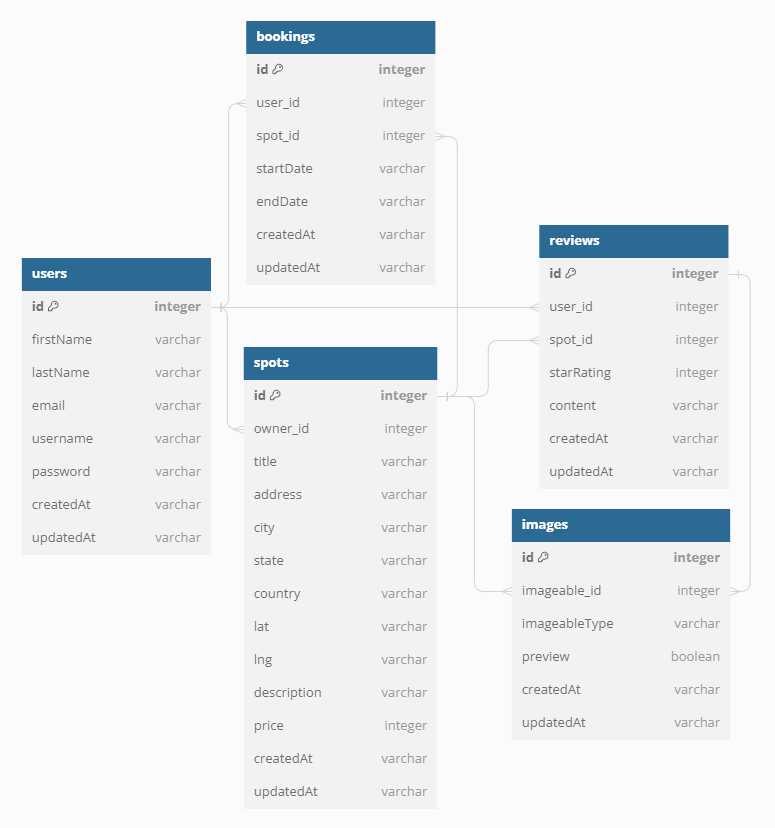 bookings
id integer
user_id integer
spot_id integer
startDate varchar
endDate varchar
createdAt varchar
updatedAt varchar
users
id integer
firstName varchar
lastName varchar
email varchar
username varchar
password varchar
createdAt varchar
updatedAt varchar
spots
id integer
owner_id integer
title varchar
address varchar
city varchar
state varchar
country varchar
lat varchar
lng varchar
description varchar
price integer
createdAt varchar
updatedAt varchar
reviews
id integer
user_id integer
spot_id integer
starRating integer
content varchar
createdAt varchar
updatedAt varchar
images
id integer
imageable_id integer
imageableType varchar
preview boolean
createdAt varchar
updatedAt varchar